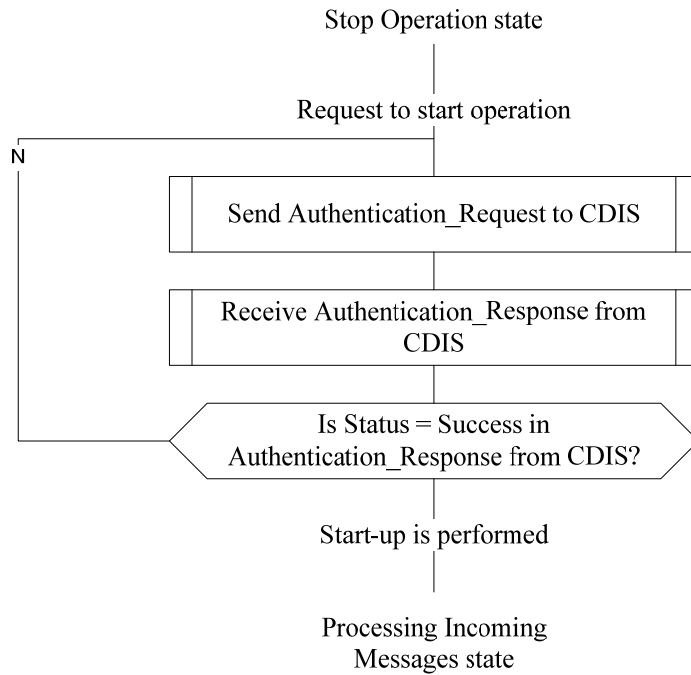 Stop Operation state
Request to start operation
N
Send Authentication_Request to CDIS
Receive Authentication_Response from
CDIS
Is Status = Success in
Authentication_Response from CDIS?
Start-up is performed
Processing Incoming
Messages state